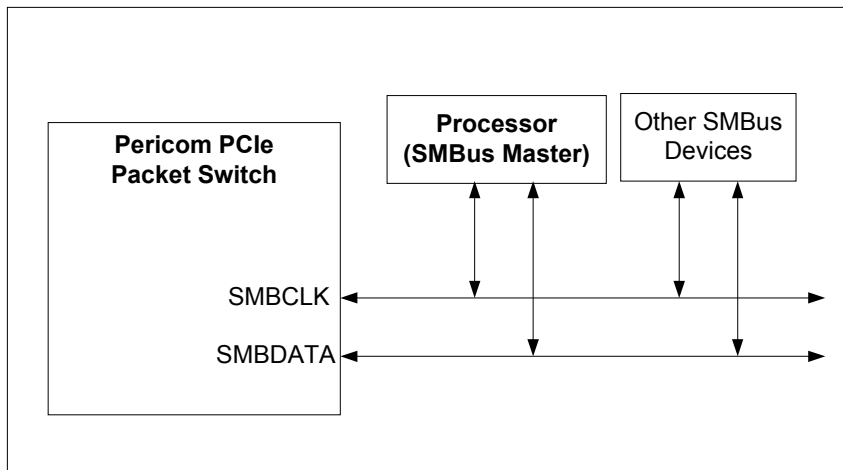 Pericom PCIe
Packet Switch
Processor
(SMBus Master)
Other SMBus
Devices
SMBCLK
SMBDATA